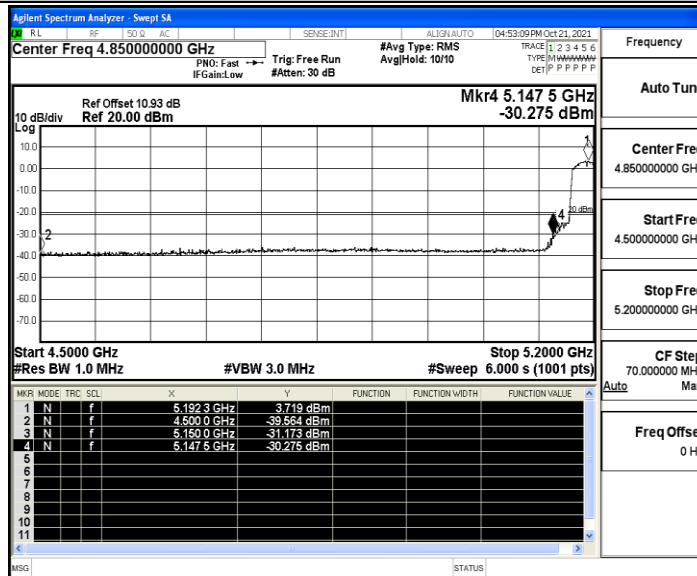 Agilent Spectrum Analyzer - Swept SA
RL RF 50 Ω AC SENSE:INT ALIGN AUTO 04:53:09 PM Oct 21, 2021
Center Freq 4.850000000 GHz #Avg Type: RMS TRACE 1 2 3 4 5 6
PNO: Fast Trig: Free Run Avg|Hold: 10/10 TYPE M
IFGain:Low #Atten: 30 dB DET P P P P P P
Mkr4 5.147 5 GHz
-30.275 dBm
Ref Offset 10.93 dB
10 dB/div Ref 20.00 dBm
Log
10.0
0.00
-10.0
-20.0
-30.0
-40.0
-50.0
-60.0
-70.0
1
2
4
Start 4.5000 GHz Stop 5.2000 GHz
#Res BW 1.0 MHz #VBW 3.0 MHz #Sweep 6.000 s (1001 pts)
MKR MODE TRC SCL X Y FUNCTION FUNCTION WIDTH FUNCTION VALUE
1 N f 5.192 3 GHz 3.719 dBm
2 N f 4.500 0 GHz -39.564 dBm
3 N f 5.150 0 GHz -31.173 dBm
4 N f 5.147 5 GHz -30.275 dBm
5
6
7
8
9
10
11
MSG STATUS
Frequency
Auto Tun
Center Fre
4.850000000 GH
Start Fre
4.500000000 GH
Stop Fre
5.200000000 GH
CF Step
70.000000 MH
Auto Ma
Freq Offse
0 H